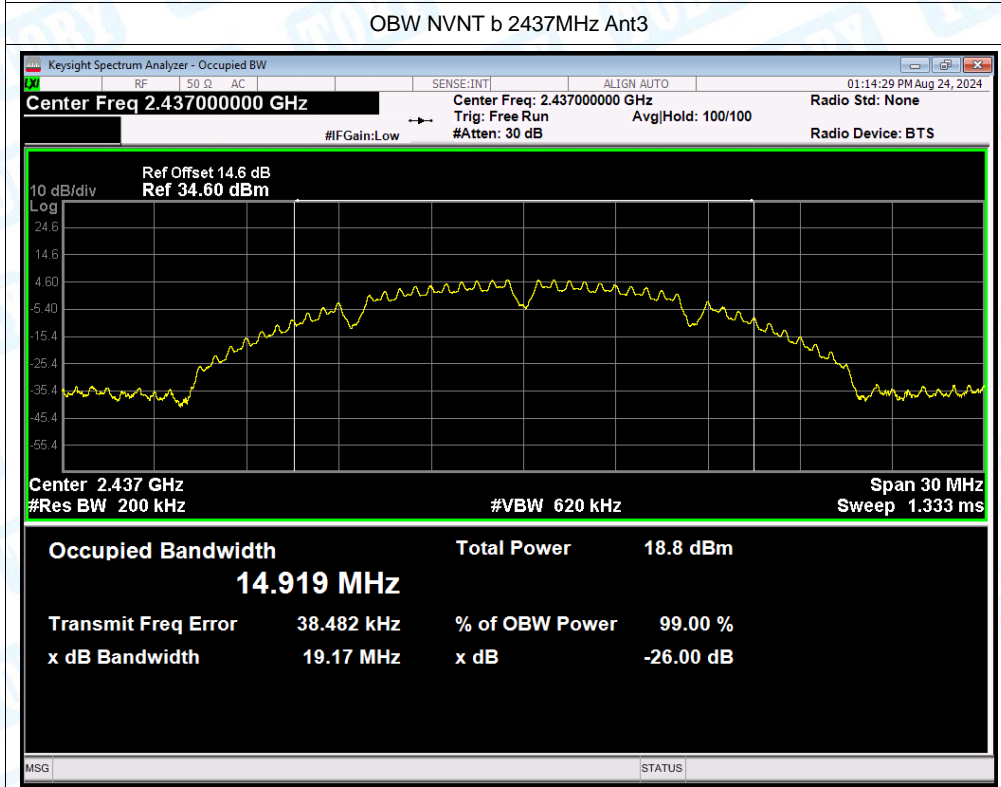 OBW NVNT b 2437MHz Ant3
Keysight Spectrum Analyzer - Occupied BW
LXI RF 50 Ω AC SENSE:INT ALIGN AUTO 01:14:29 PM Aug 24, 2024
Center Freq 2.437000000 GHz Center Freq: 2.437000000 GHz Radio Std: None
Trig: Free Run Avg|Hold: 100/100
#IFGain:Low #Atten: 30 dB Radio Device: BTS
Ref Offset 14.6 dB
10 dB/div Ref 34.60 dBm
Log
24.6
14.6
4.60
-5.40
-15.4
-25.4
-35.4
-45.4
-55.4
Center 2.437 GHz Span 30 MHz
#Res BW 200 kHz #VBW 620 kHz Sweep 1.333 ms
Occupied Bandwidth Total Power 18.8 dBm
14.919 MHz
Transmit Freq Error 38.482 kHz % of OBW Power 99.00 %
x dB Bandwidth 19.17 MHz x dB -26.00 dB
MSG STATUS